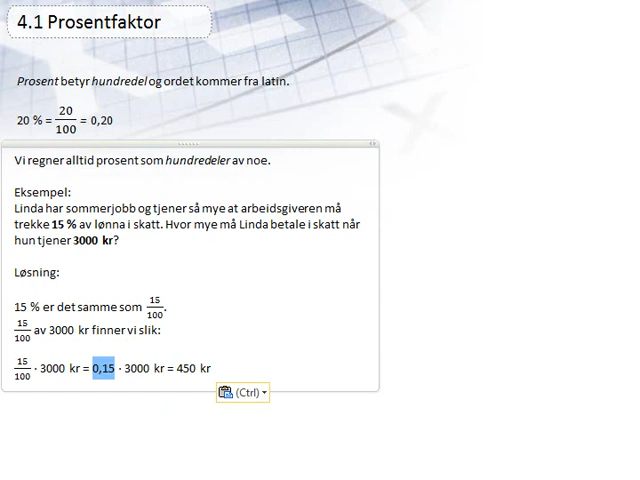 4.1 Prosentfaktor
Prosent betyr hundredel og ordet kommer fra latin.
20 % = 20/100 = 0,20
Vi regner alltid prosent som hundredeler av noe.
Eksempel:
Linda har sommerjobb og tjener så mye at arbeidsgiveren må
trekke 15 % av lønna i skatt. Hvor mye må Linda betale i skatt når
hun tjener 3000 kr?
Løsning:
15 % er det samme som 15/100.
15/100 av 3000 kr finner vi slik:
15/100 · 3000 kr = 0,15 · 3000 kr = 450 kr
(Ctrl)